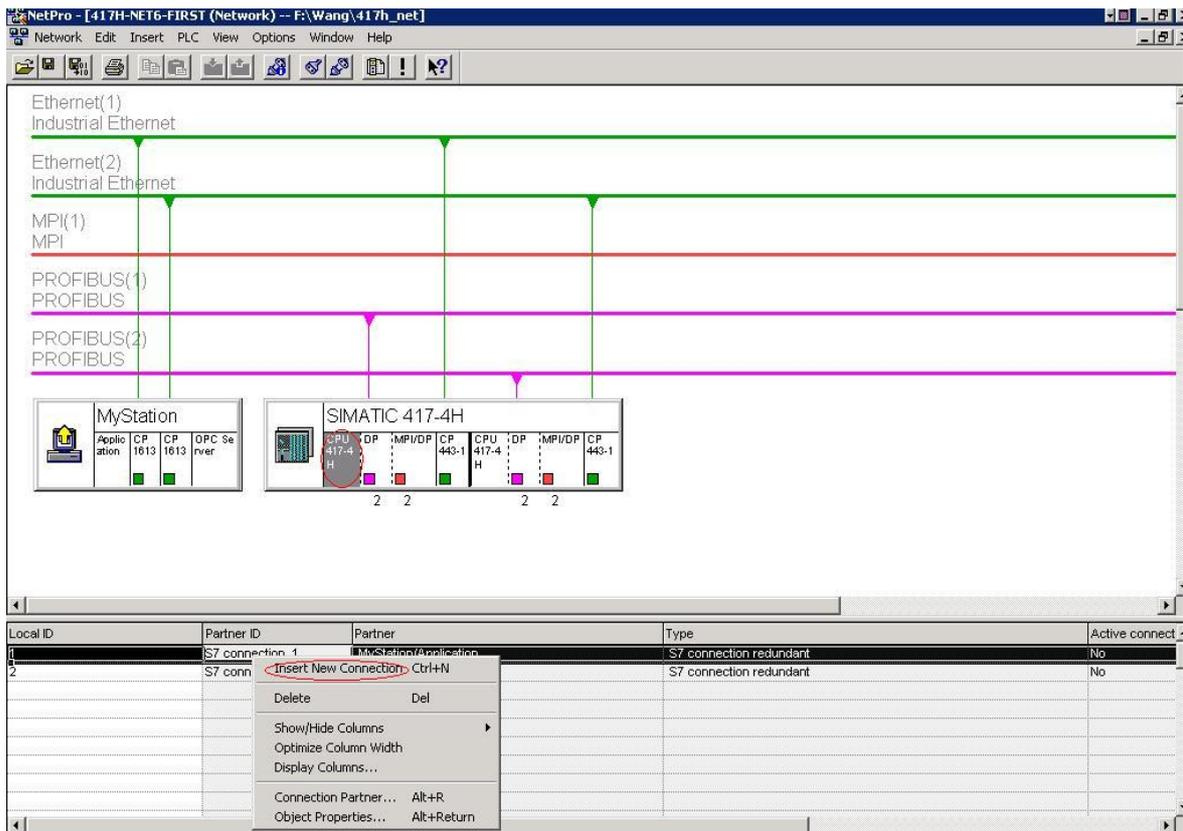 NetPro - [417H-NET6-FIRST (Network) -- F:\Wang\417h_net]
Network Edit Insert PLC View Options Window Help
Ethernet(1)
Industrial Ethernet
Ethernet(2)
Industrial Ethernet
MPI(1)
MPI
PROFIBUS(1)
PROFIBUS
PROFIBUS(2)
PROFIBUS
MyStation
Applic
ation
CP
1613
CP
1613
OPC Se
rver
SIMATIC 417-4H
CPU
417-4
H
DP
MPI/DP
CP
443-1
CPU
417-4
H
DP
MPI/DP
CP
443-1
2 2 2 2
Local ID Partner ID Partner Type Active connect
1 S7 connection_1 MyStation/Application S7 connection redundant No
2 S7 conn S7 connection redundant No
Insert New Connection Ctrl+N
Delete Del
Show/Hide Columns
Optimize Column Width
Display Columns...
Connection Partner... Alt+R
Object Properties... Alt+Return